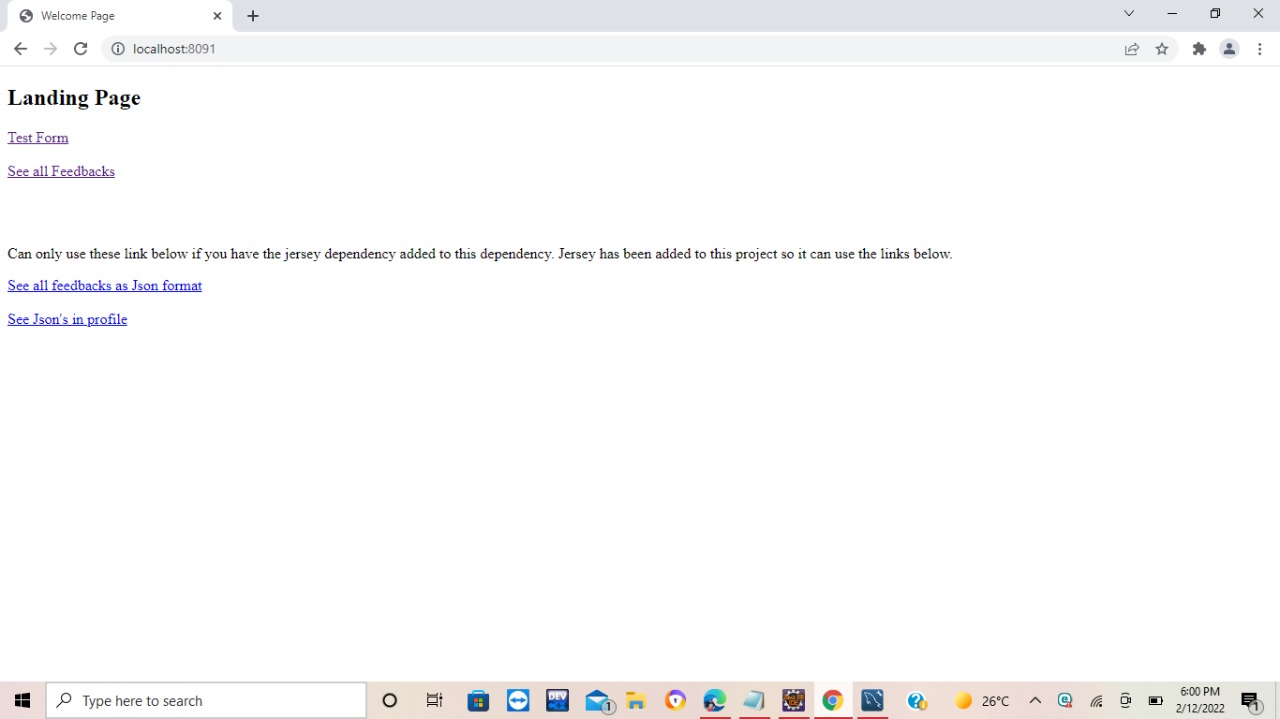 Welcome Page
localhost:8091
Landing Page
Test Form
See all Feedbacks
Can only use these link below if you have the jersey dependency added to this dependency. Jersey has been added to this project so it can use the links below.
See all feedbacks as Json format
See Json's in profile
Type here to search
DEV
1
26°C
6:00 PM
2/12/2022
1